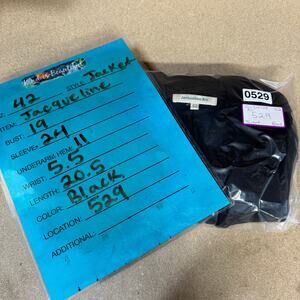 42 STYLE: Jacket
ITEM: Jacqueline
BUST: 19
SLEEVE: 24
UNDERARM HEM: 11
WRIST: 5.5
LENGTH: 20.5
COLOR: Black
LOCATION: 529
ADDITIONAL:
0529
529